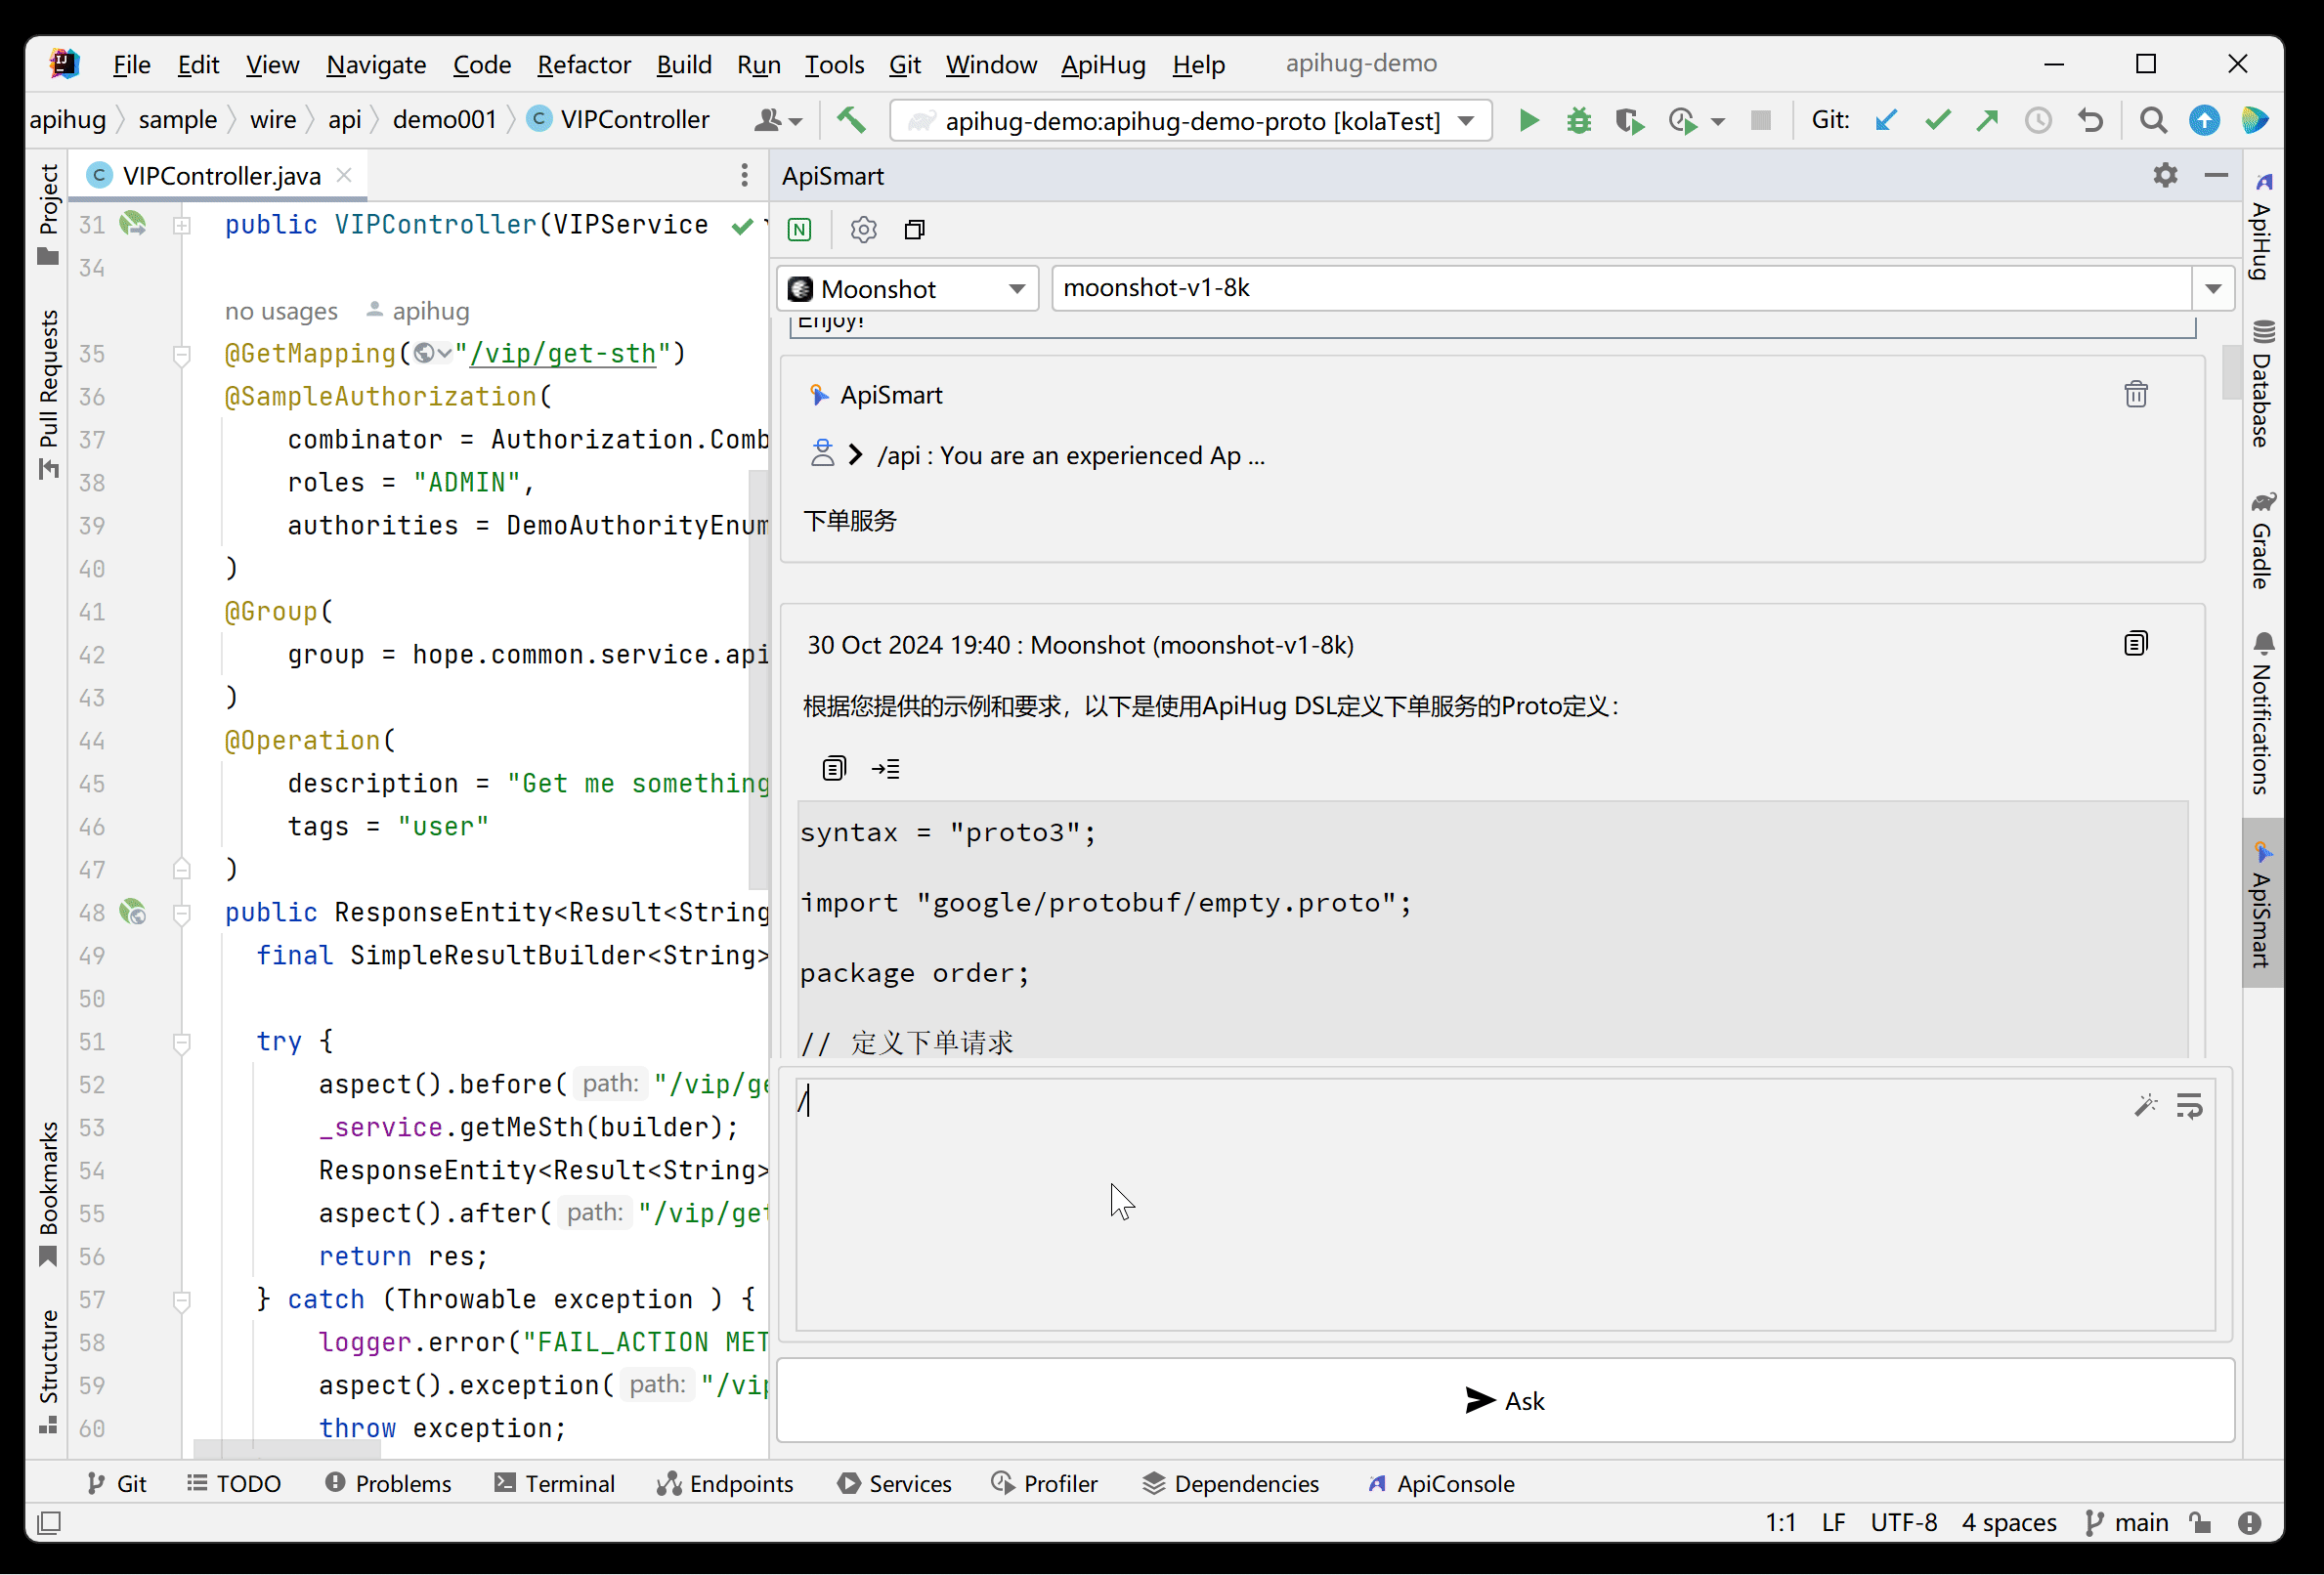 File Edit View Navigate Code Refactor Build Run Tools Git Window ApiHug Help apihug-demo
apihug sample wire api demo001 VIPController apihug-demo:apihug-demo-proto [kolaTest] Git:
Project
Pull Requests
Bookmarks
Structure
VIPController.java
31 public VIPController(VIPService
34
no usages apihug
35 @GetMapping("/vip/get-sth")
36 @SampleAuthorization(
37 combinator = Authorization.Comb
38 roles = "ADMIN",
39 authorities = DemoAuthorityEnum
40 )
41 @Group(
42 group = hope.common.service.api
43 )
44 @Operation(
45 description = "Get me something
46 tags = "user"
47 )
48 public ResponseEntity<Result<String
49 final SimpleResultBuilder<String>
50
51 try {
52 aspect().before( path: "/vip/ge
53 _service.getMeSth(builder);
54 ResponseEntity<Result<String>
55 aspect().after( path: "/vip/get
56 return res;
57 } catch (Throwable exception ) {
58 logger.error("FAIL_ACTION MET
59 aspect().exception( path: "/vip
60 throw exception;
ApiSmart
N
Moonshot moonshot-v1-8k
Enjoy!
ApiSmart
/api : You are an experienced Ap ...
下单服务
30 Oct 2024 19:40 : Moonshot (moonshot-v1-8k)
根据您提供的示例和要求，以下是使用ApiHug DSL定义下单服务的Proto定义：
syntax = "proto3";
import "google/protobuf/empty.proto";
package order;
// 定义下单请求
/
Ask
ApiHug
Database
Gradle
Notifications
ApiSmart
Git TODO Problems Terminal Endpoints Services Profiler Dependencies ApiConsole
1:1 LF UTF-8 4 spaces main